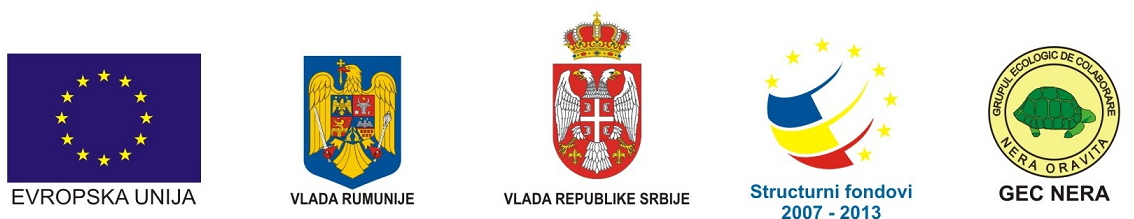 EVROPSKA UNIJA
VLADA RUMUNIJE
VLADA REPUBLIKE SRBIJE
Structurni fondovi
2007 - 2013
GRUPUL ECOLOGIC DE COLABORARE
NERA ORAVITA
GEC NERA